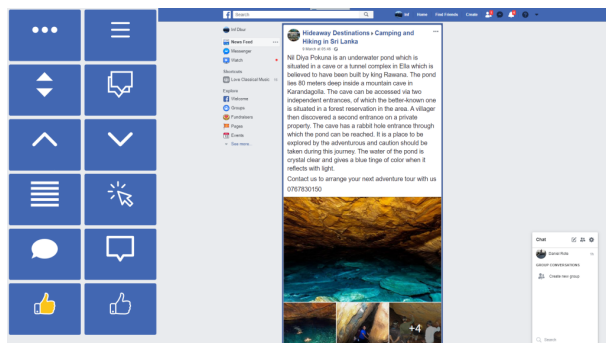 Search
Inf
Home
Find Friends
Create
Inf Dkur
News Feed
Messenger
Watch
Shortcuts
Love Classical Music
Explore
Welcome
Groups
Fundraisers
Pages
Events
See more...
Hideaway Destinations › Camping and
Hiking in Sri Lanka
Nil Diya Pokuna is an underwater pond which is
situated in a cave or a tunnel complex in Ella which is
believed to have been built by king Rawana. The pond
lies 80 meters deep inside a mountain cave in
Karandagolla. The cave can be accessed via two
independent entrances, of which the better-known one
is situated in a forest reservation in the area. A villager
then discovered a second entrance on a private
property. The cave has a rabbit hole entrance through
which the pond can be reached. It is a place to be
explored by the adventurous and caution should be
taken during this journey. The water of the pond is
crystal clear and gives a blue tinge of color when it
reflects with light.
Contact us to arrange your next adventure tour with us
0767830150
+4
Chat
GROUP CONVERSATIONS
Create new group
Search